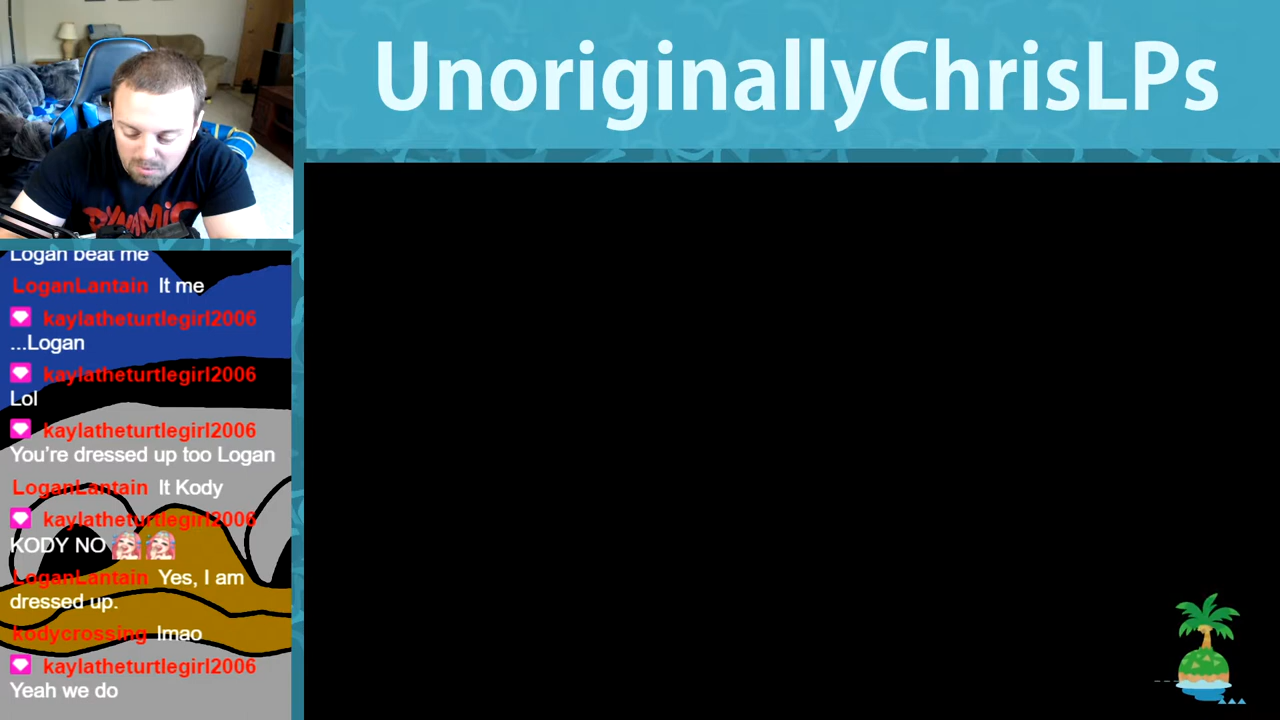 UnoriginallyChrisLPs
DYNAMIC
Logan beat me
LoganLantain It me
kaylatheturtlegirl2006
...Logan
kaylatheturtlegirl2006
Lol
kaylatheturtlegirl2006
You’re dressed up too Logan
LoganLantain It Kody
kaylatheturtlegirl2006
KODY NO
LoganLantain Yes, I am
dressed up.
kodycrossing lmao
kaylatheturtlegirl2006
Yeah we do